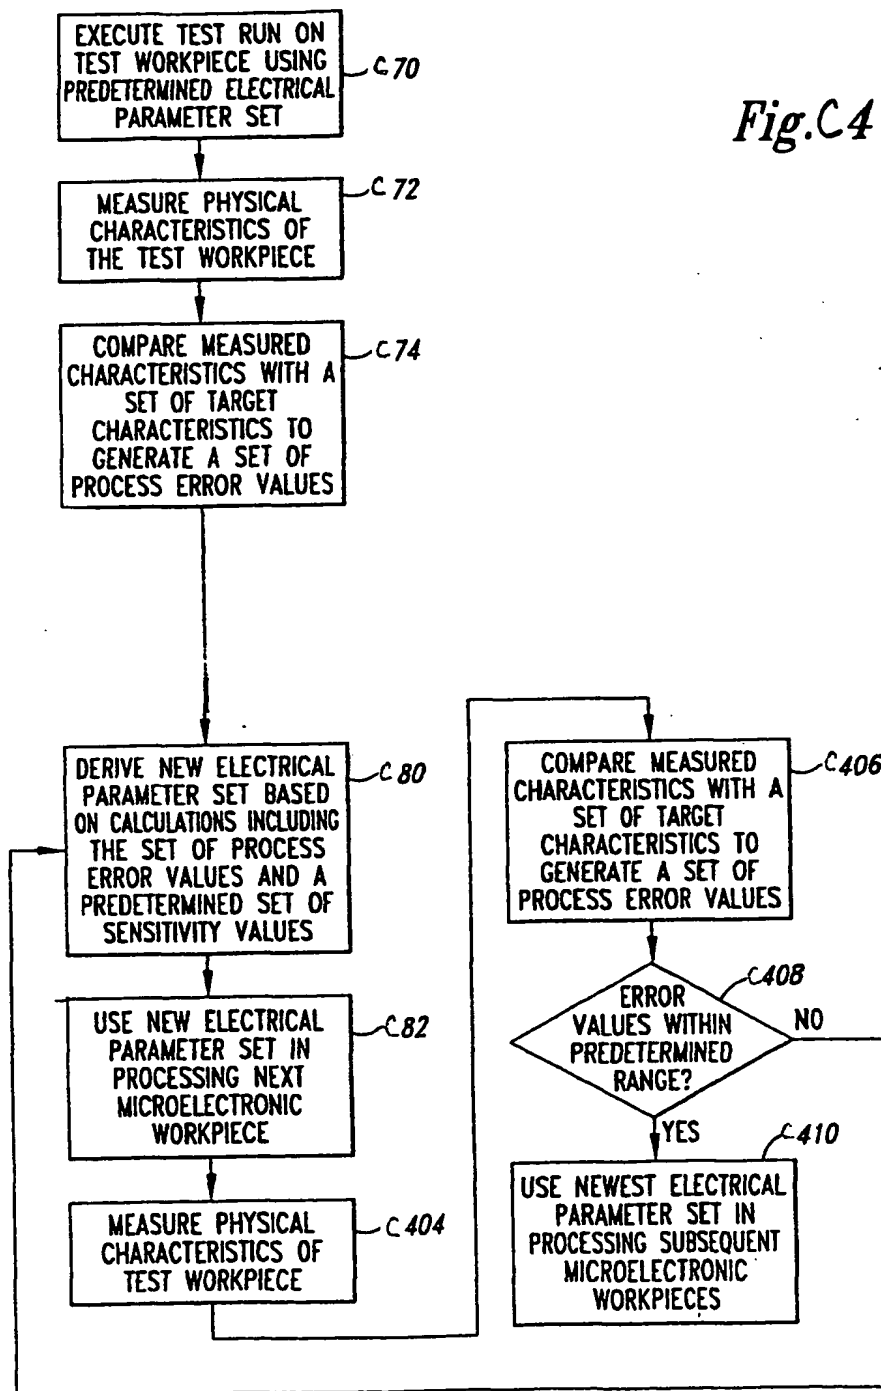 EXECUTE TEST RUN ON
TEST WORKPIECE USING
PREDETERMINED ELECTRICAL
PARAMETER SET
C70
Fig.C4
MEASURE PHYSICAL
CHARACTERISTICS OF
THE TEST WORKPIECE
C72
COMPARE MEASURED
CHARACTERISTICS WITH A
SET OF TARGET
CHARACTERISTICS TO
GENERATE A SET OF
PROCESS ERROR VALUES
C74
DERIVE NEW ELECTRICAL
PARAMETER SET BASED
ON CALCULATIONS INCLUDING
THE SET OF PROCESS
ERROR VALUES AND A
PREDETERMINED SET OF
SENSITIVITY VALUES
C80
USE NEW ELECTRICAL
PARAMETER SET IN
PROCESSING NEXT
MICROELECTRONIC
WORKPIECE
C82
MEASURE PHYSICAL
CHARACTERISTICS OF
TEST WORKPIECE
C404
COMPARE MEASURED
CHARACTERISTICS WITH A
SET OF TARGET
CHARACTERISTICS TO
GENERATE A SET OF
PROCESS ERROR VALUES
C406
ERROR
VALUES WITHIN
PREDETERMINED
RANGE?
C408
NO
YES
USE NEWEST ELECTRICAL
PARAMETER SET IN
PROCESSING SUBSEQUENT
MICROELECTRONIC
WORKPIECES
C410